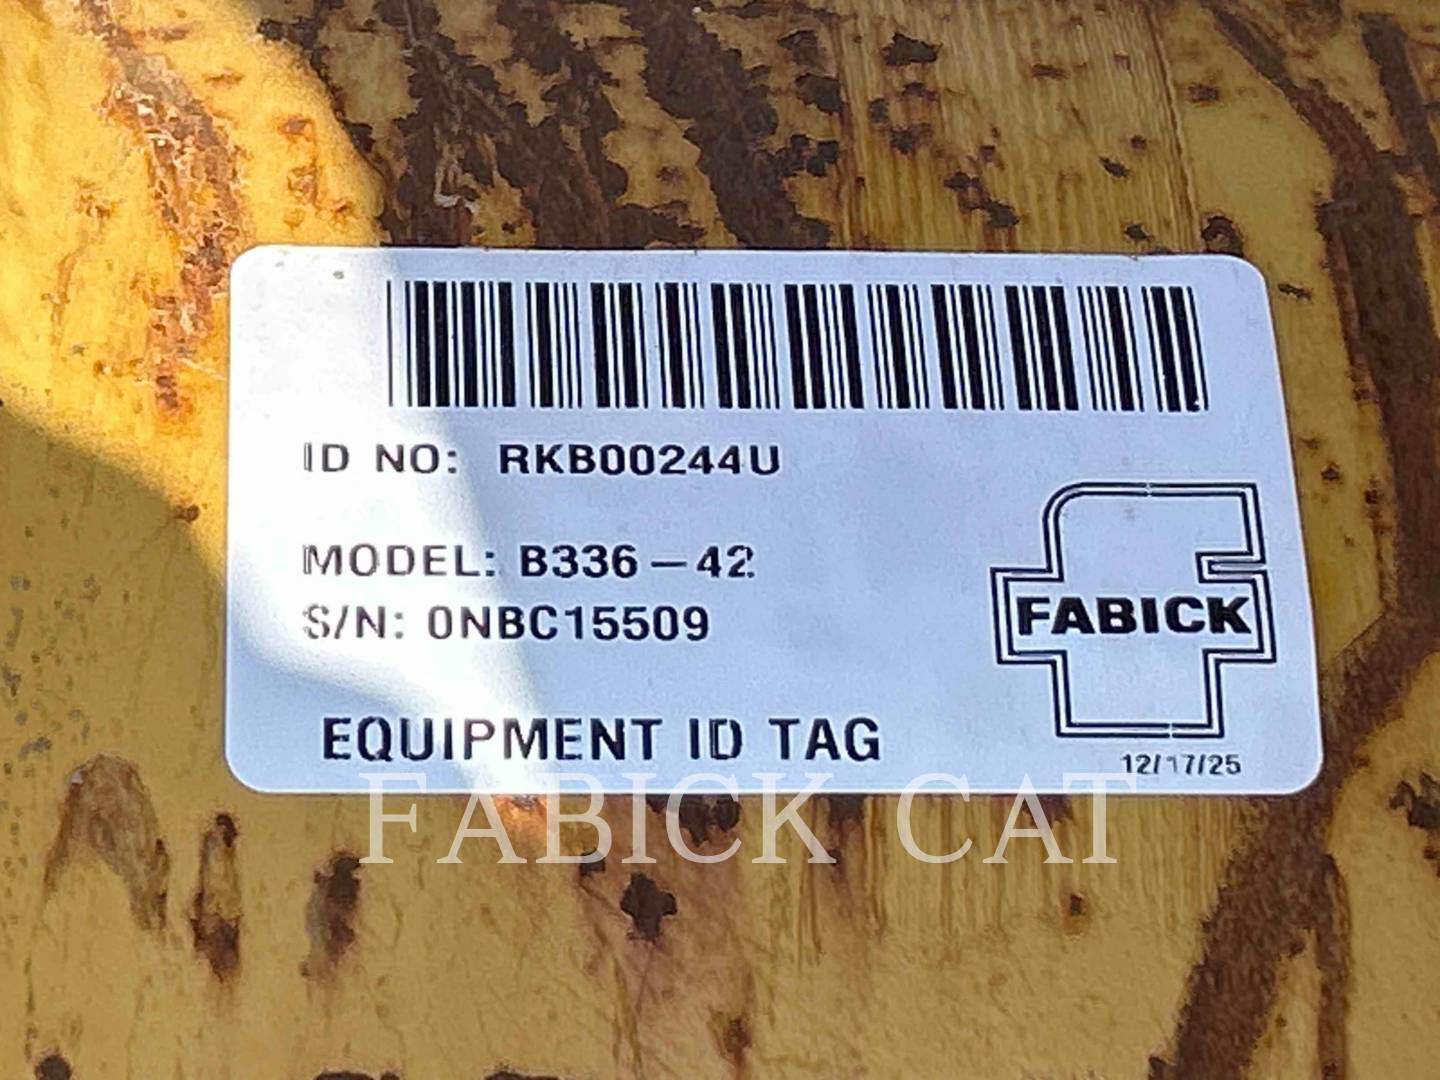 ID NO: RKB00244U
MODEL: B336-42
S/N: 0NBC15509
FABICK
EQUIPMENT ID TAG
12/17/25
FABICK CAT